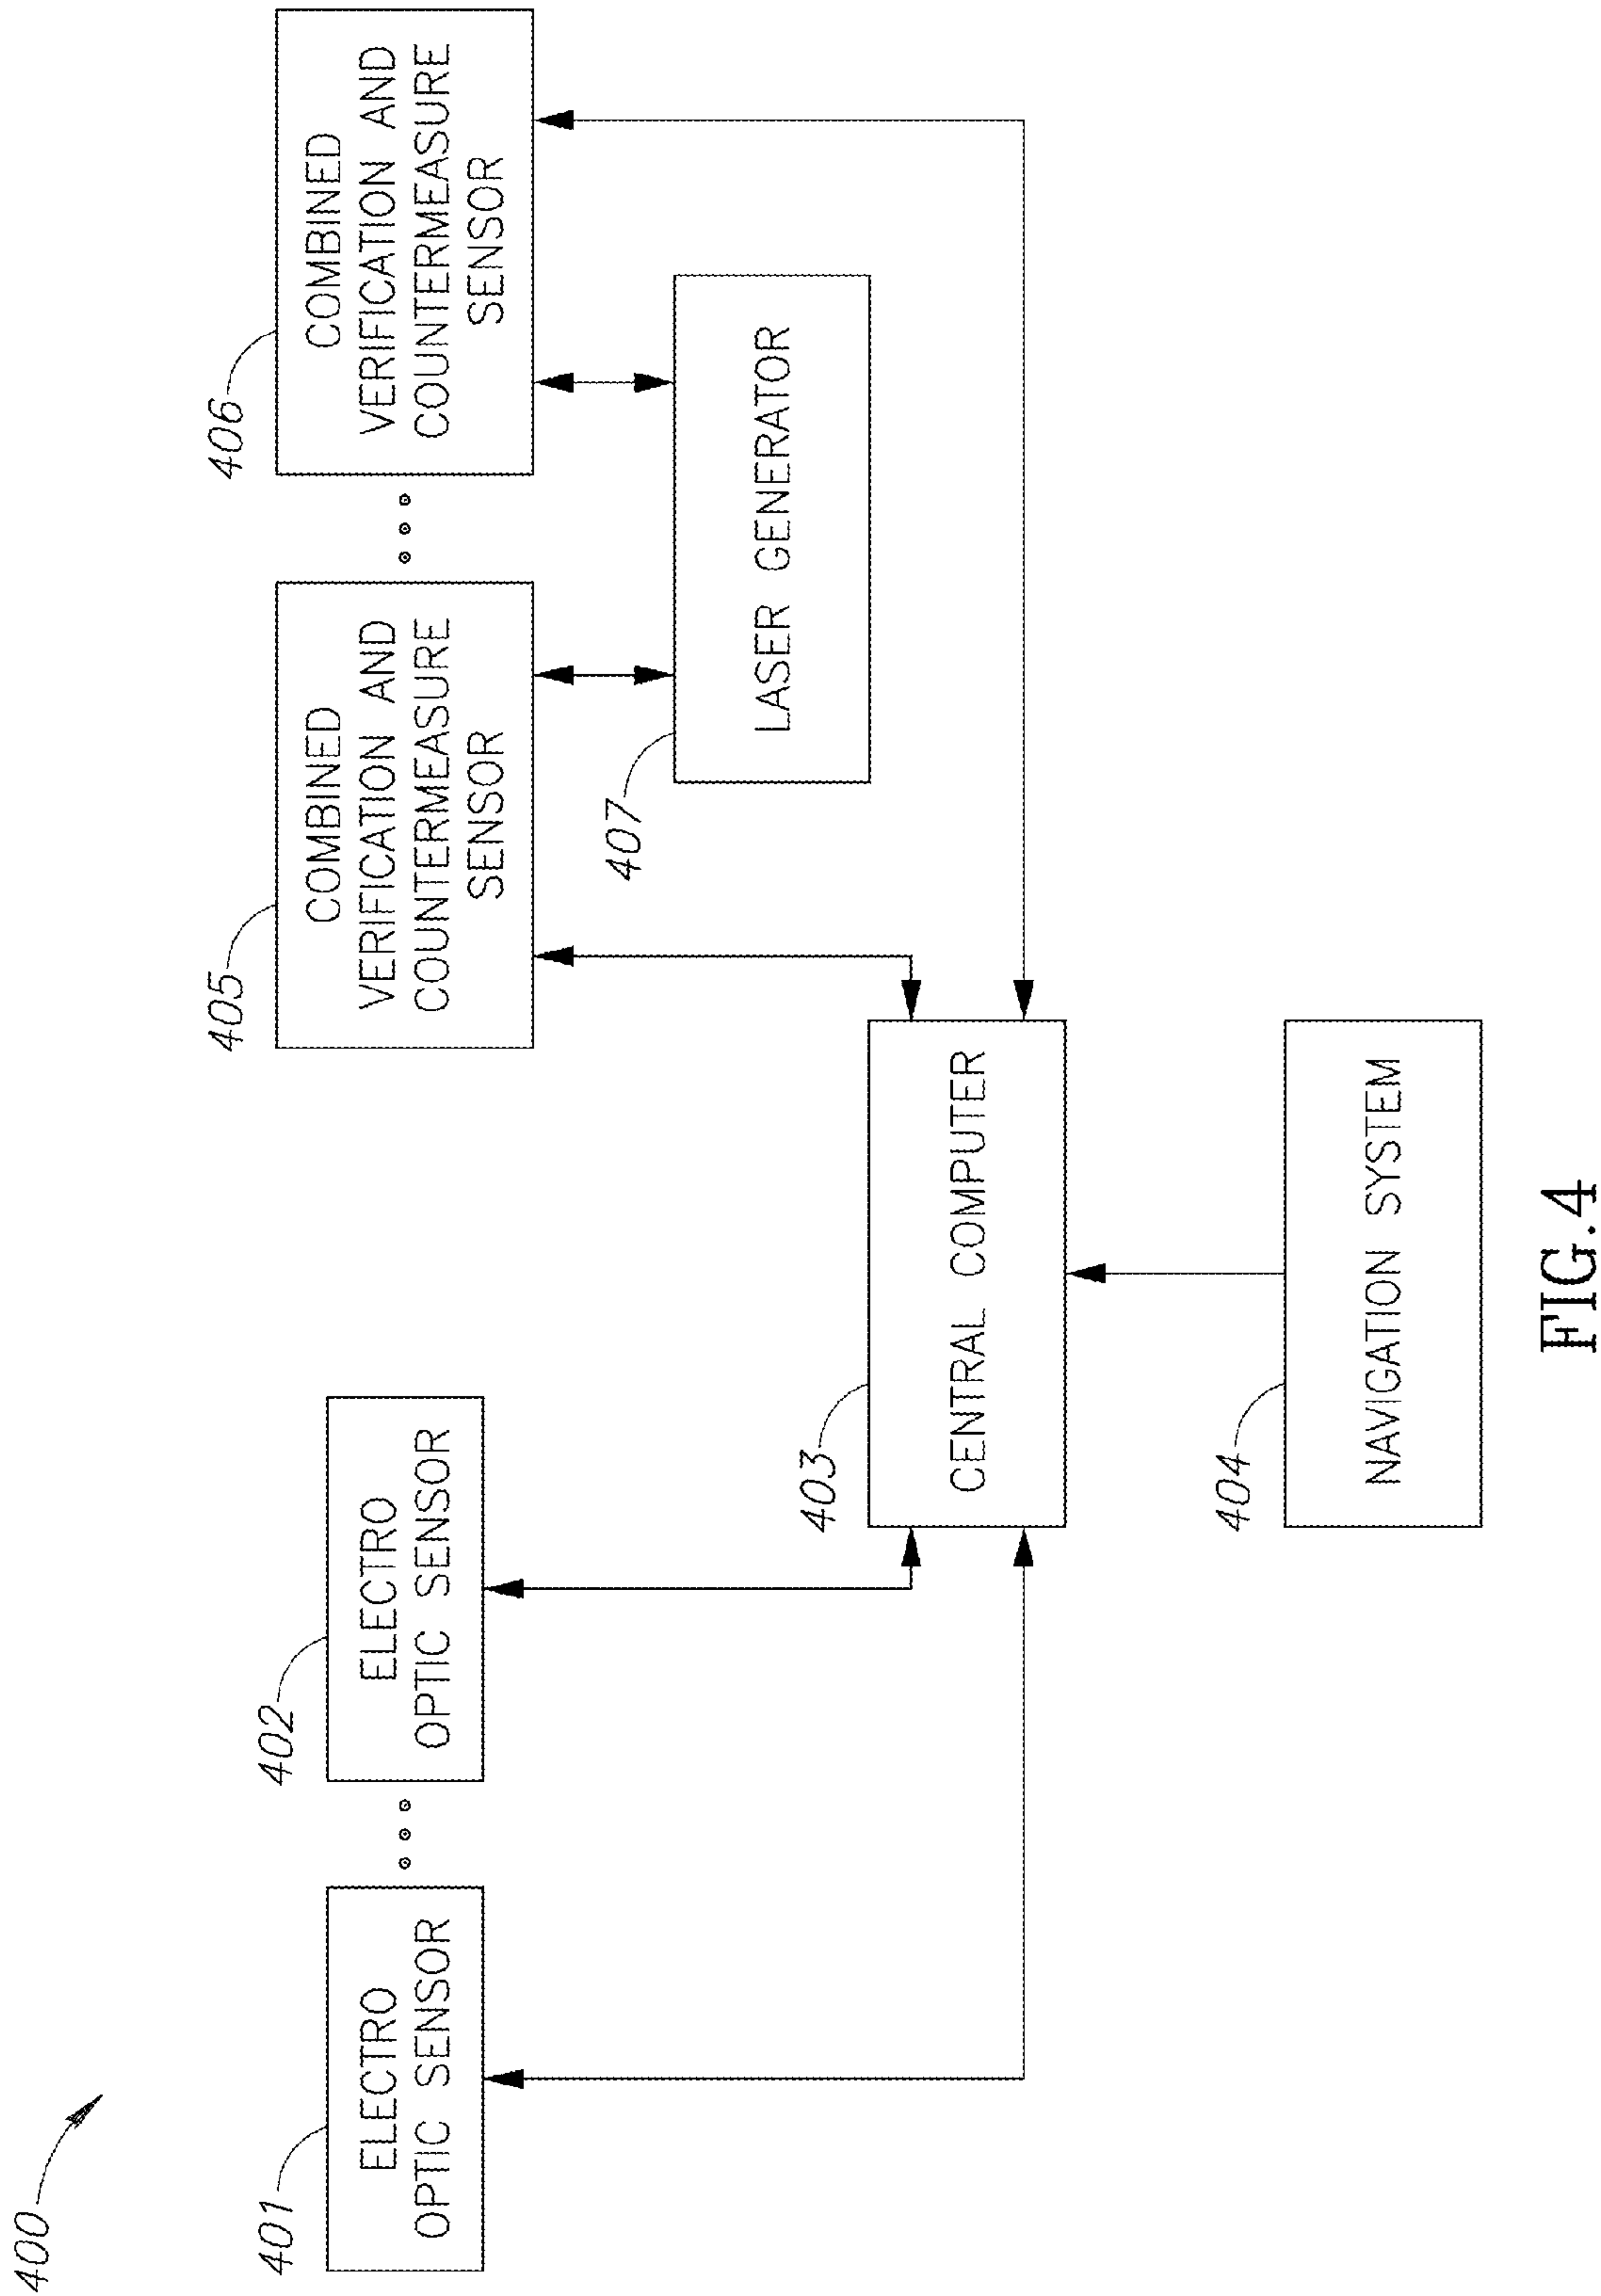 400
401
ELECTRO
OPTIC SENSOR
402
ELECTRO
OPTIC SENSOR
405
COMBINED
VERIFICATION AND
COUNTERMEASURE
SENSOR
406
COMBINED
VERIFICATION AND
COUNTERMEASURE
SENSOR
407
LASER GENERATOR
403
CENTRAL COMPUTER
404
NAVIGATION SYSTEM
FIG.4